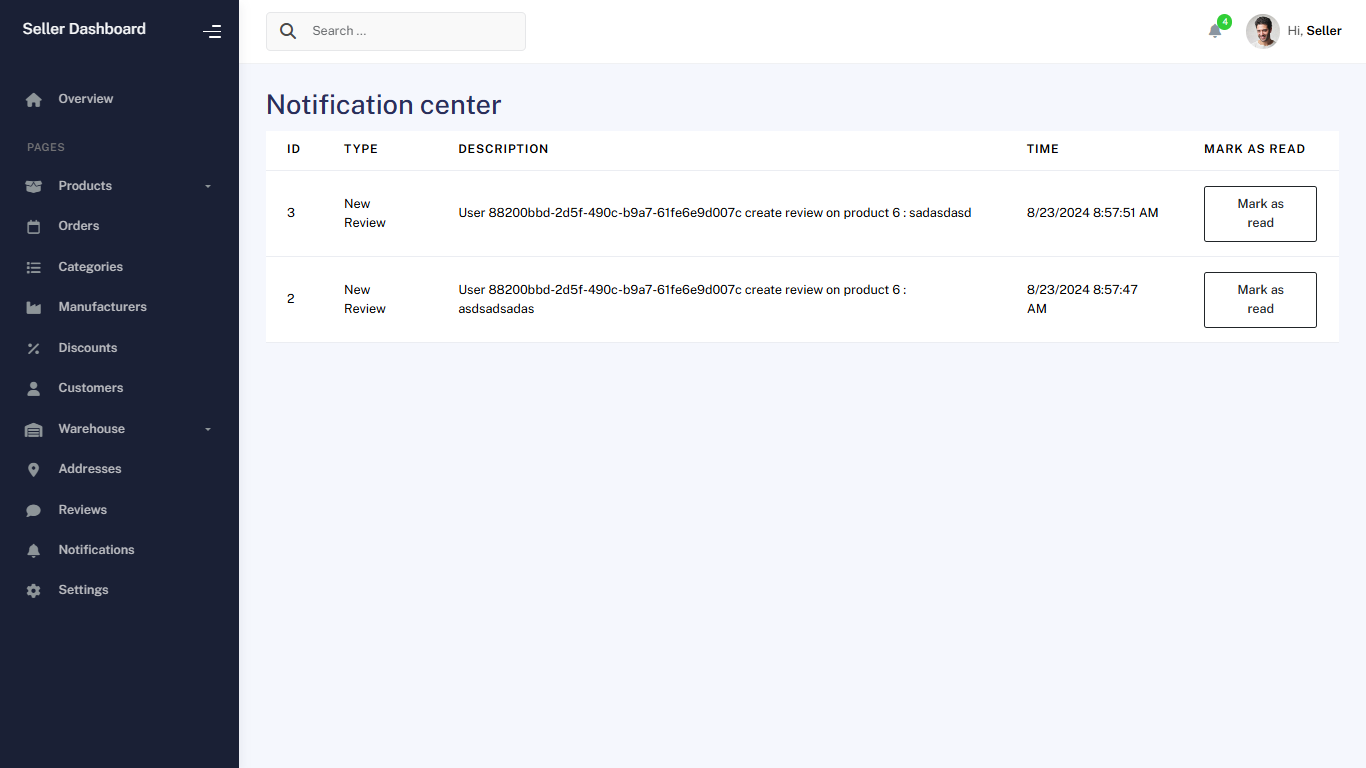 Seller Dashboard
Search ...
4
Hi, Seller
Overview
PAGES
Products
Orders
Categories
Manufacturers
Discounts
Customers
Warehouse
Addresses
Reviews
Notifications
Settings
Notification center
ID TYPE DESCRIPTION TIME MARK AS READ
3 New Review User 88200bbd-2d5f-490c-b9a7-61fe6e9d007c create review on product 6 : sadasdasd 8/23/2024 8:57:51 AM Mark as read
2 New Review User 88200bbd-2d5f-490c-b9a7-61fe6e9d007c create review on product 6 : asdsadsadas 8/23/2024 8:57:47 AM Mark as read